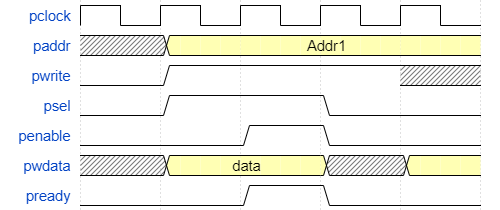 pclock
paddr Addr1
pwrite
psel
penable
pwdata data
pready